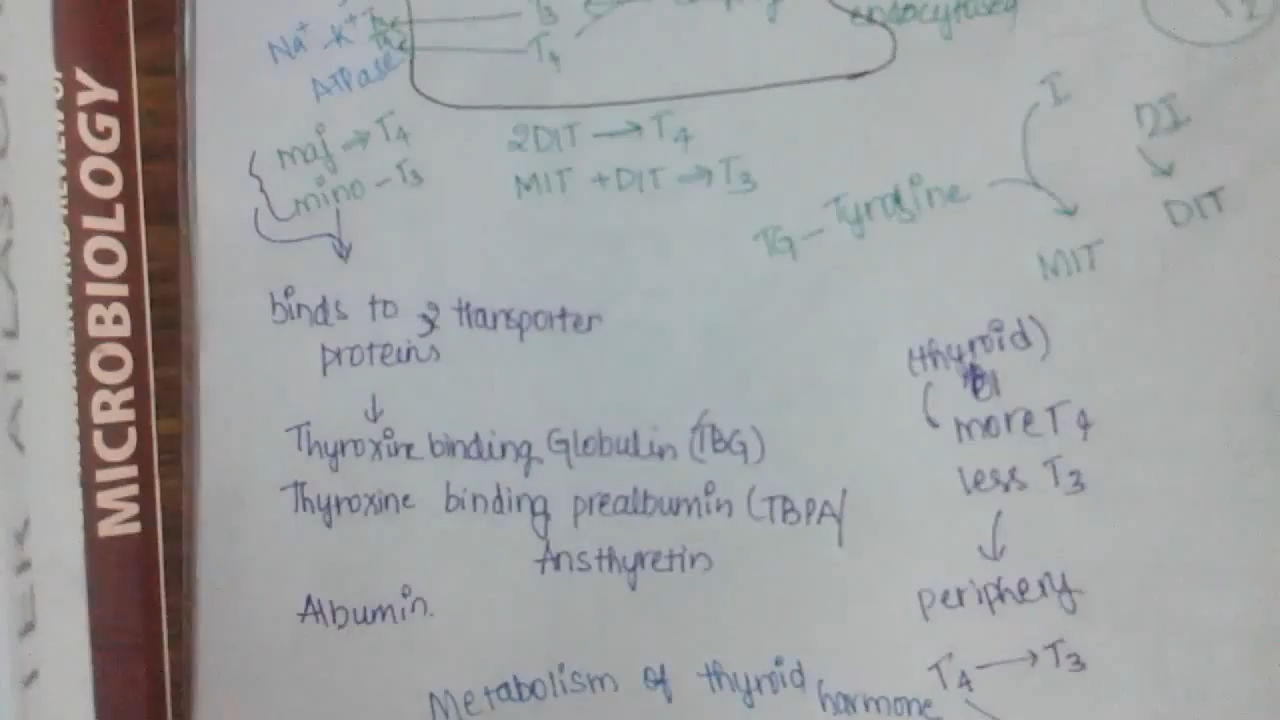 T3
endocytised
Na+ - K+
T4
ATPase
maj → T4
2DIT → T4
mino - T3
MIT + DIT → T3
I
DI
TG - Tyrosine
DIT
MIT
binds to 3 transporter
proteins
(thyroid)
more T4
less T3
Thyroxine binding Globulin (TBG)
Thyroxine binding prealbumin (TBPA/
Ansthyretin
Albumin.
periphery
T4 → T3
Metabolism of thyroid hormone
MICROBIOLOGY